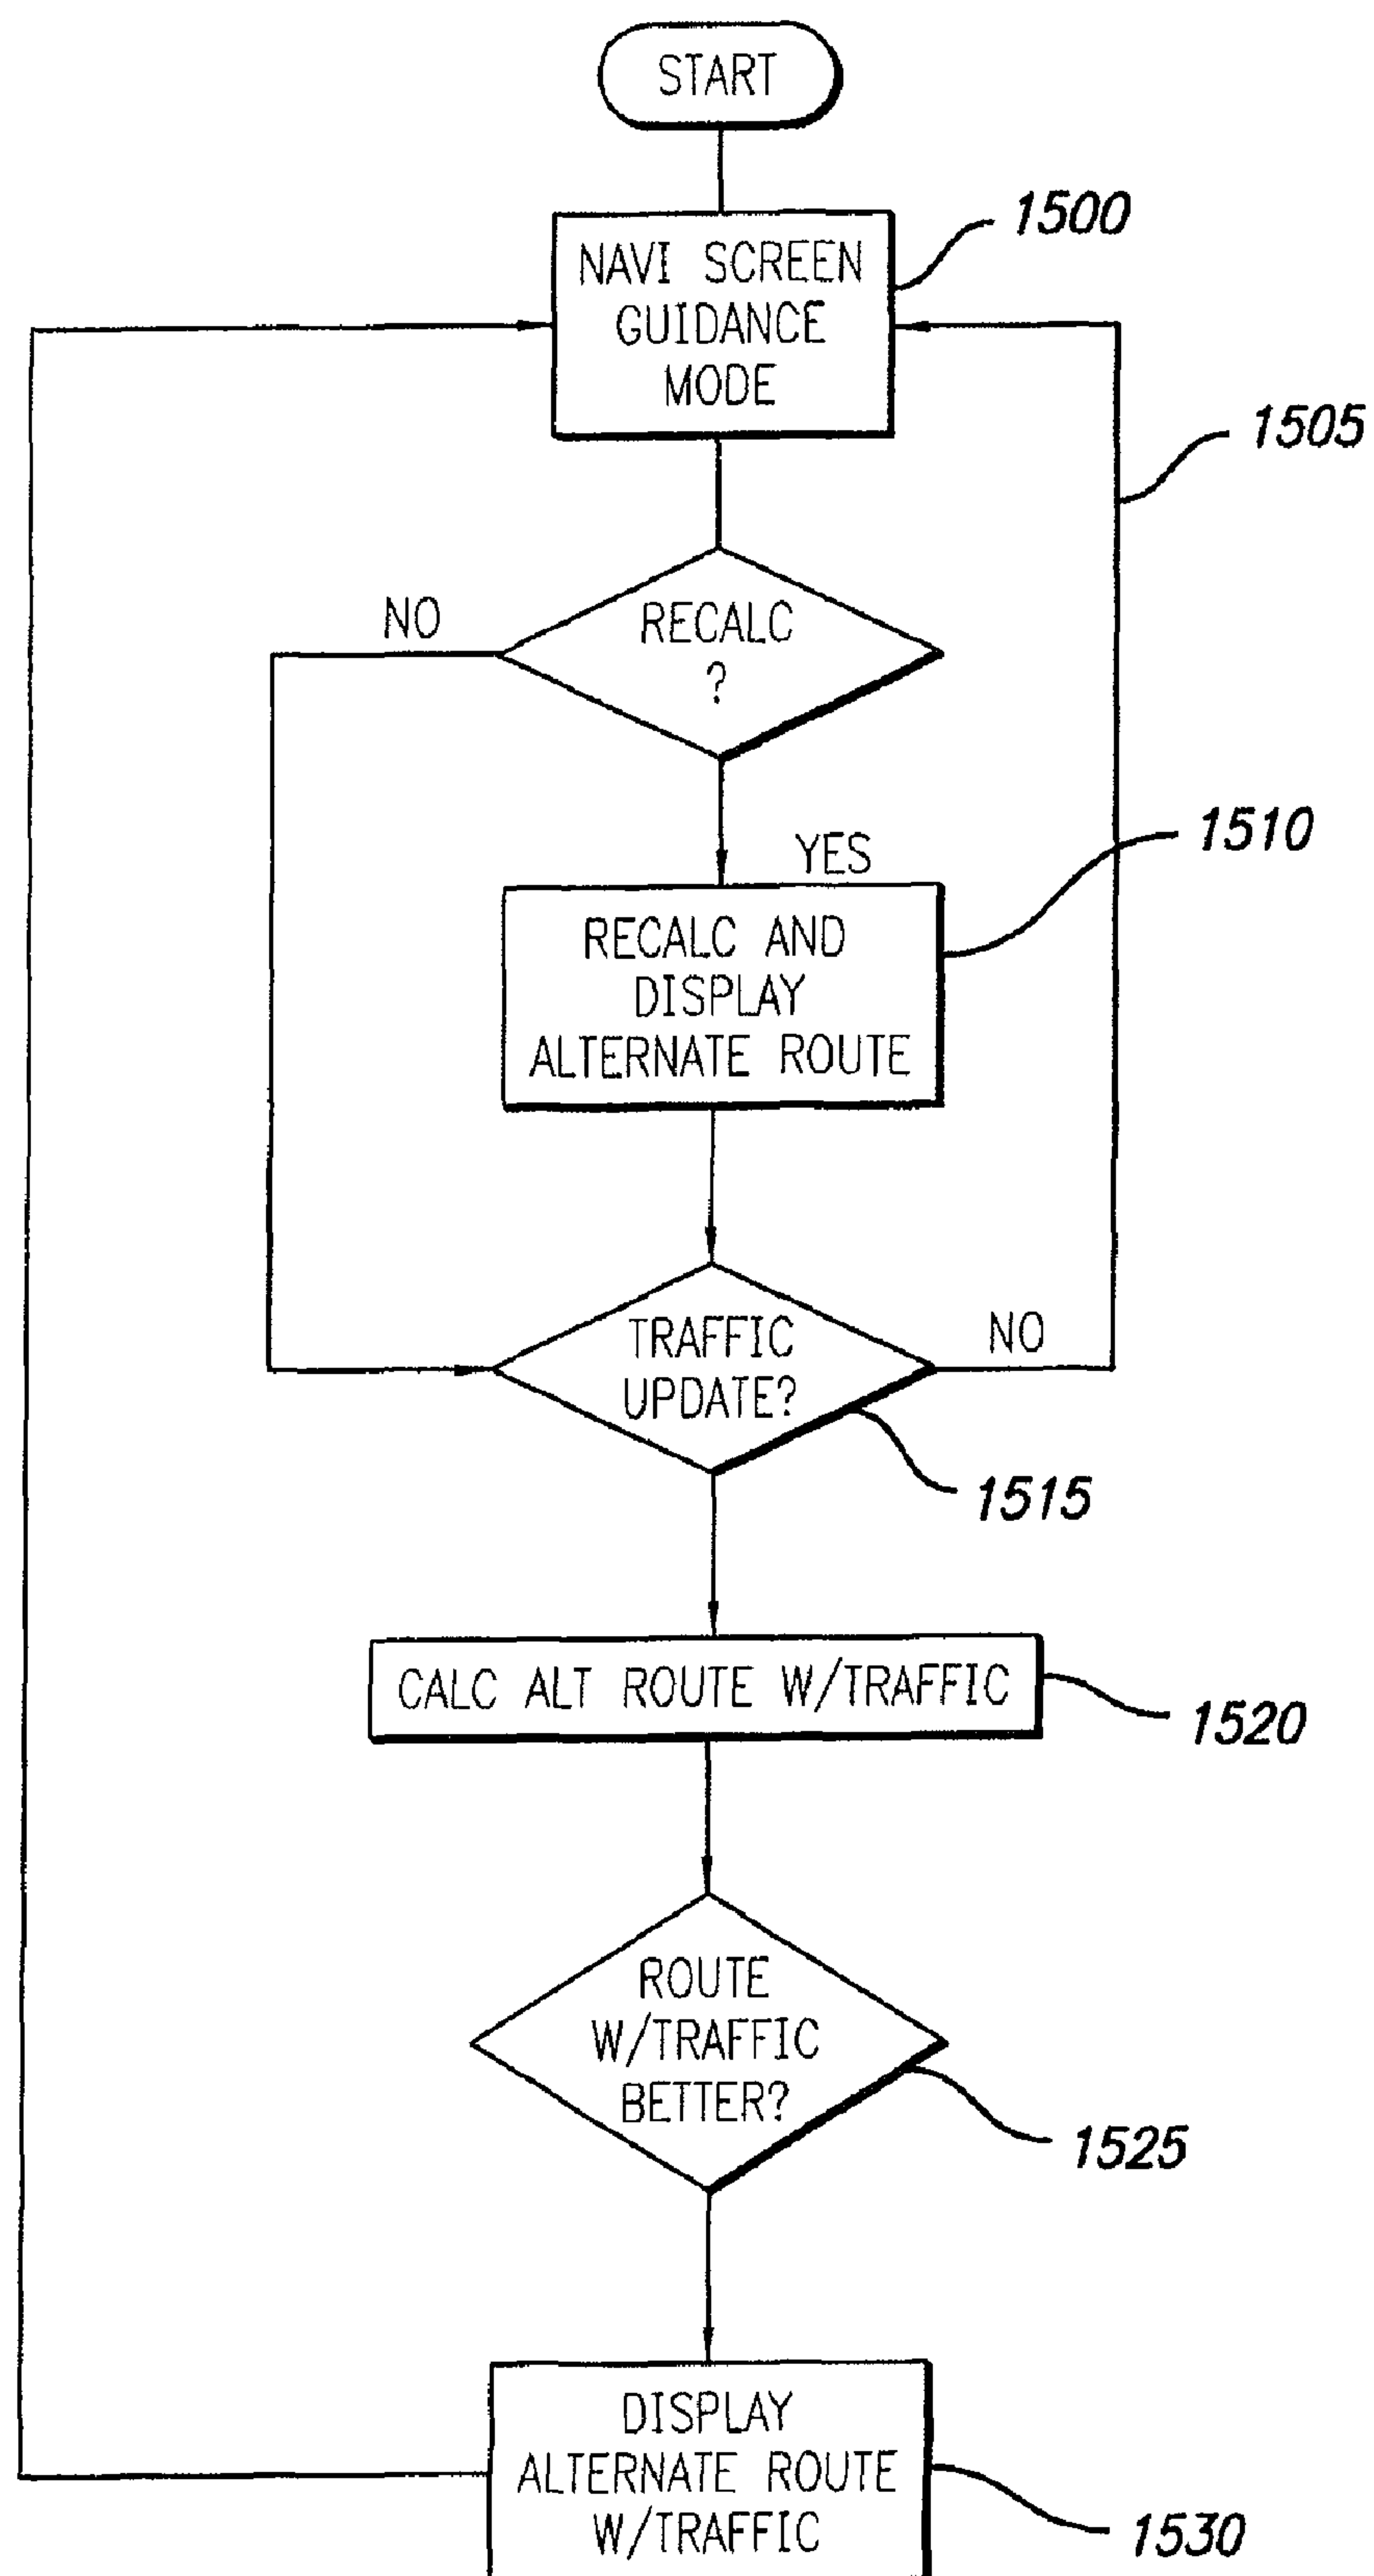 START
1500
NAVI SCREEN
GUIDANCE
MODE
1505
NO
RECALC
?
YES
1510
RECALC AND
DISPLAY
ALTERNATE ROUTE
TRAFFIC
UPDATE?
NO
1515
CALC ALT ROUTE W/TRAFFIC
1520
ROUTE
W/TRAFFIC
BETTER?
1525
DISPLAY
ALTERNATE ROUTE
W/TRAFFIC
1530